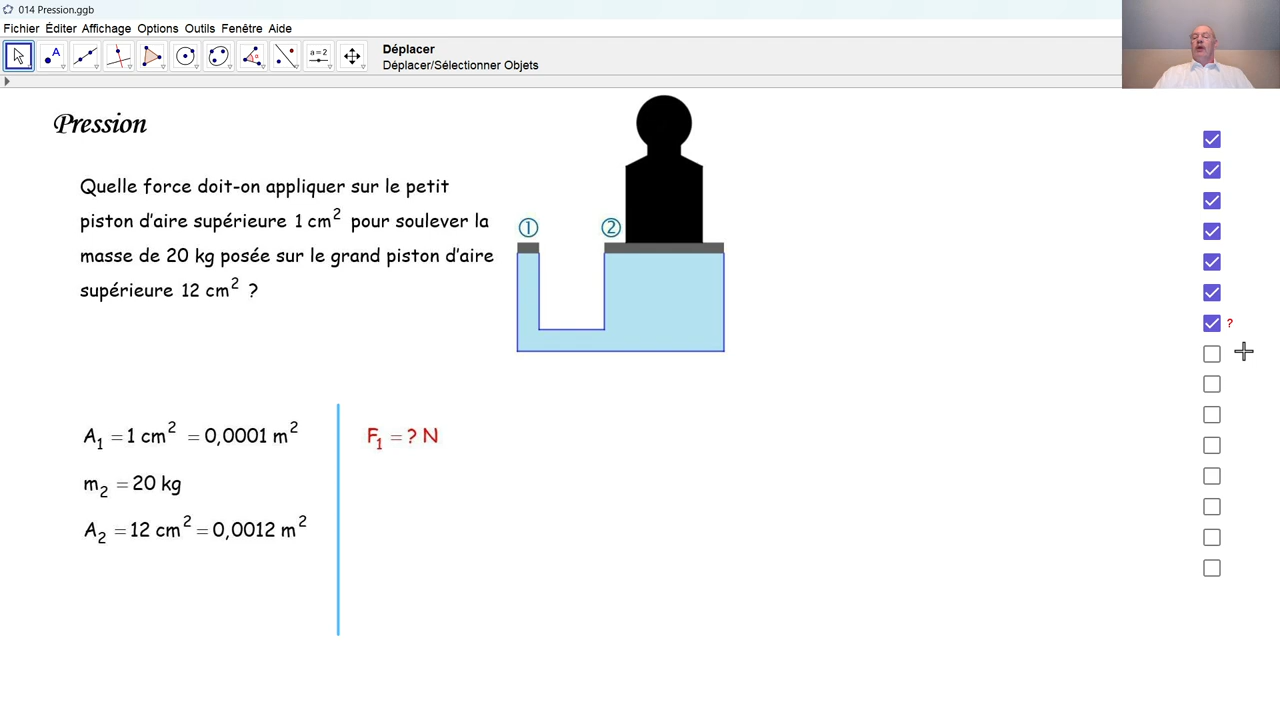 014 Pression.ggb
Fichier Éditer Affichage Options Outils Fenêtre Aide
A
a=2
Déplacer
Déplacer/Sélectionner Objets
Pression
Quelle force doit-on appliquer sur le petit
piston d’aire supérieure 1 cm² pour soulever la
masse de 20 kg posée sur le grand piston d’aire
supérieure 12 cm² ?
① ②
?
A₁ = 1 cm² = 0,0001 m²
F₁ = ? N
m₂ = 20 kg
A₂ = 12 cm² = 0,0012 m²